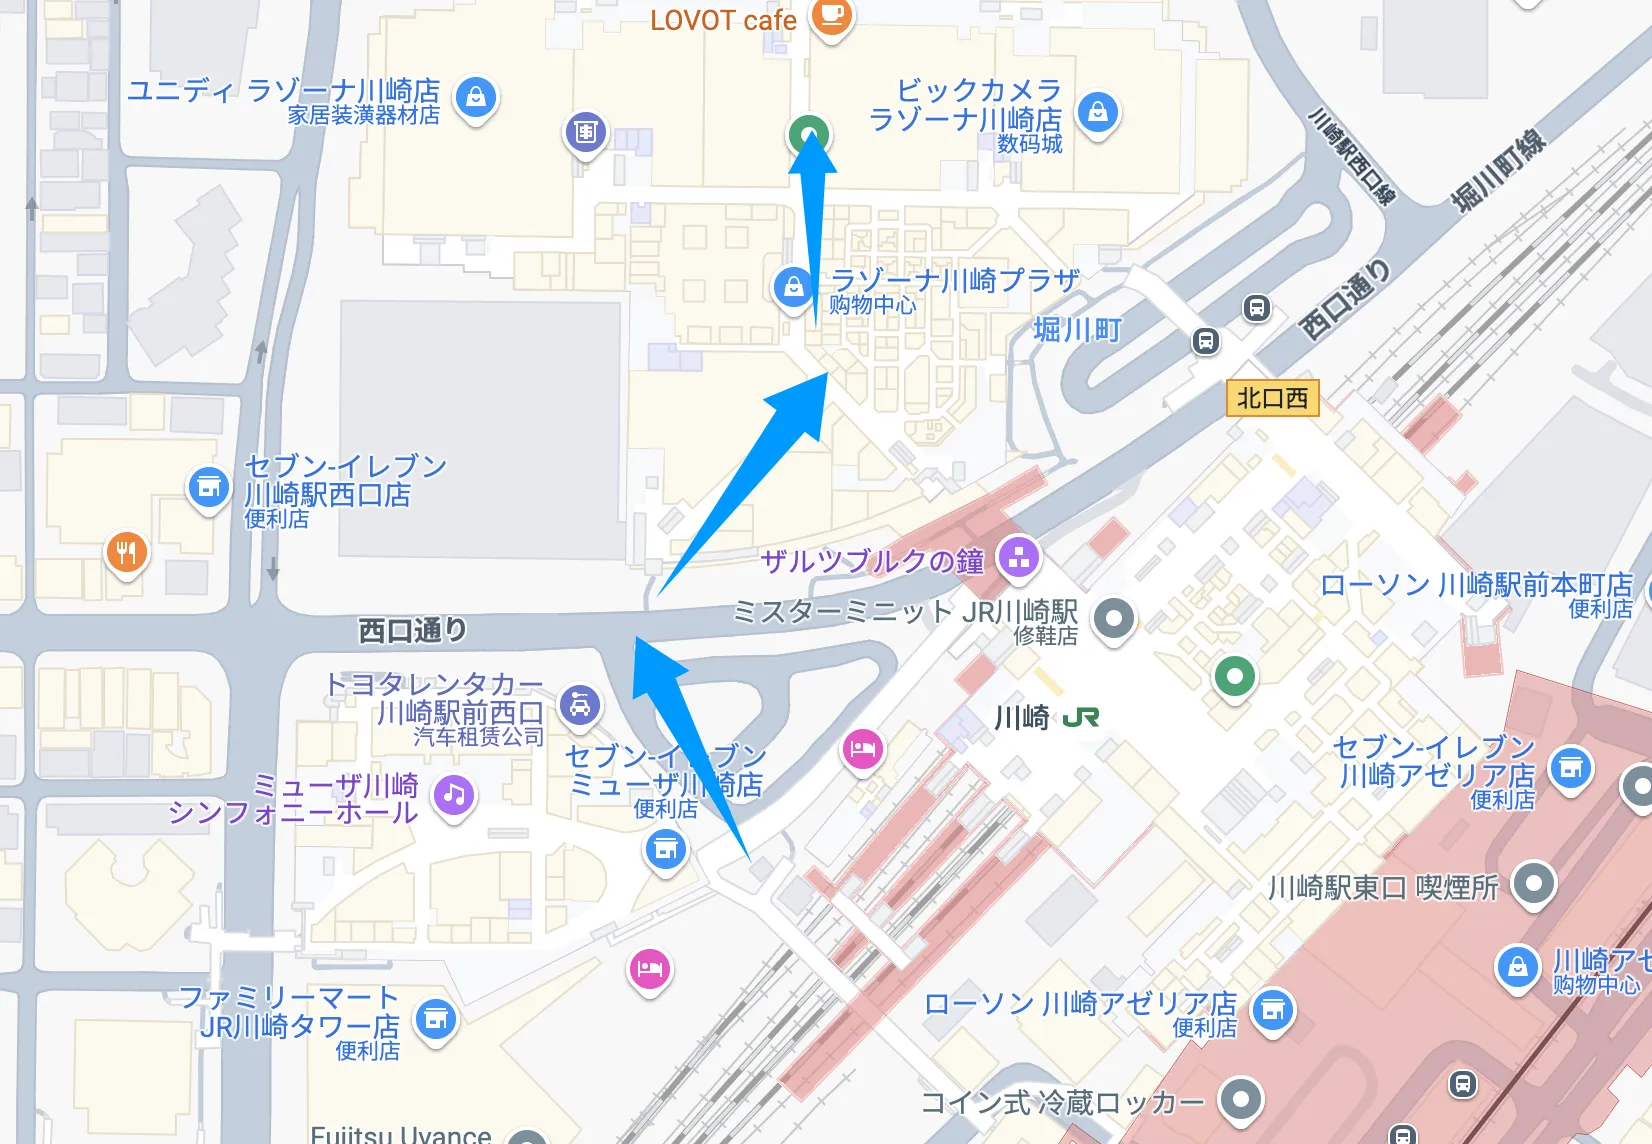 LOVOT cafe
ユニディ ラゾーナ川崎店
家居装潢器材店
ビックカメラ
ラゾーナ川崎店
数码城
川崎駅西口線
堀川町線
ラゾーナ川崎プラザ
购物中心
堀川町
西口通り
北口西
セブン-イレブン
川崎駅西口店
便利店
ザルツブルクの鐘
ミスターミニット JR川崎駅
修鞋店
ローソン 川崎駅前本町店
便利店
西口通り
トヨタレンタカー
川崎駅前西口
汽车租赁公司
川崎 JR
セブン-イレブン
ミューザ川崎店
便利店
セブン-イレブン
川崎アゼリア店
便利店
ミューザ川崎
シンフォニーホール
川崎駅東口 喫煙所
川崎アゼ
购物中心
ファミリーマート
JR川崎タワー店
便利店
ローソン 川崎アゼリア店
便利店
コイン式 冷蔵ロッカー
Fujitsu Uvance